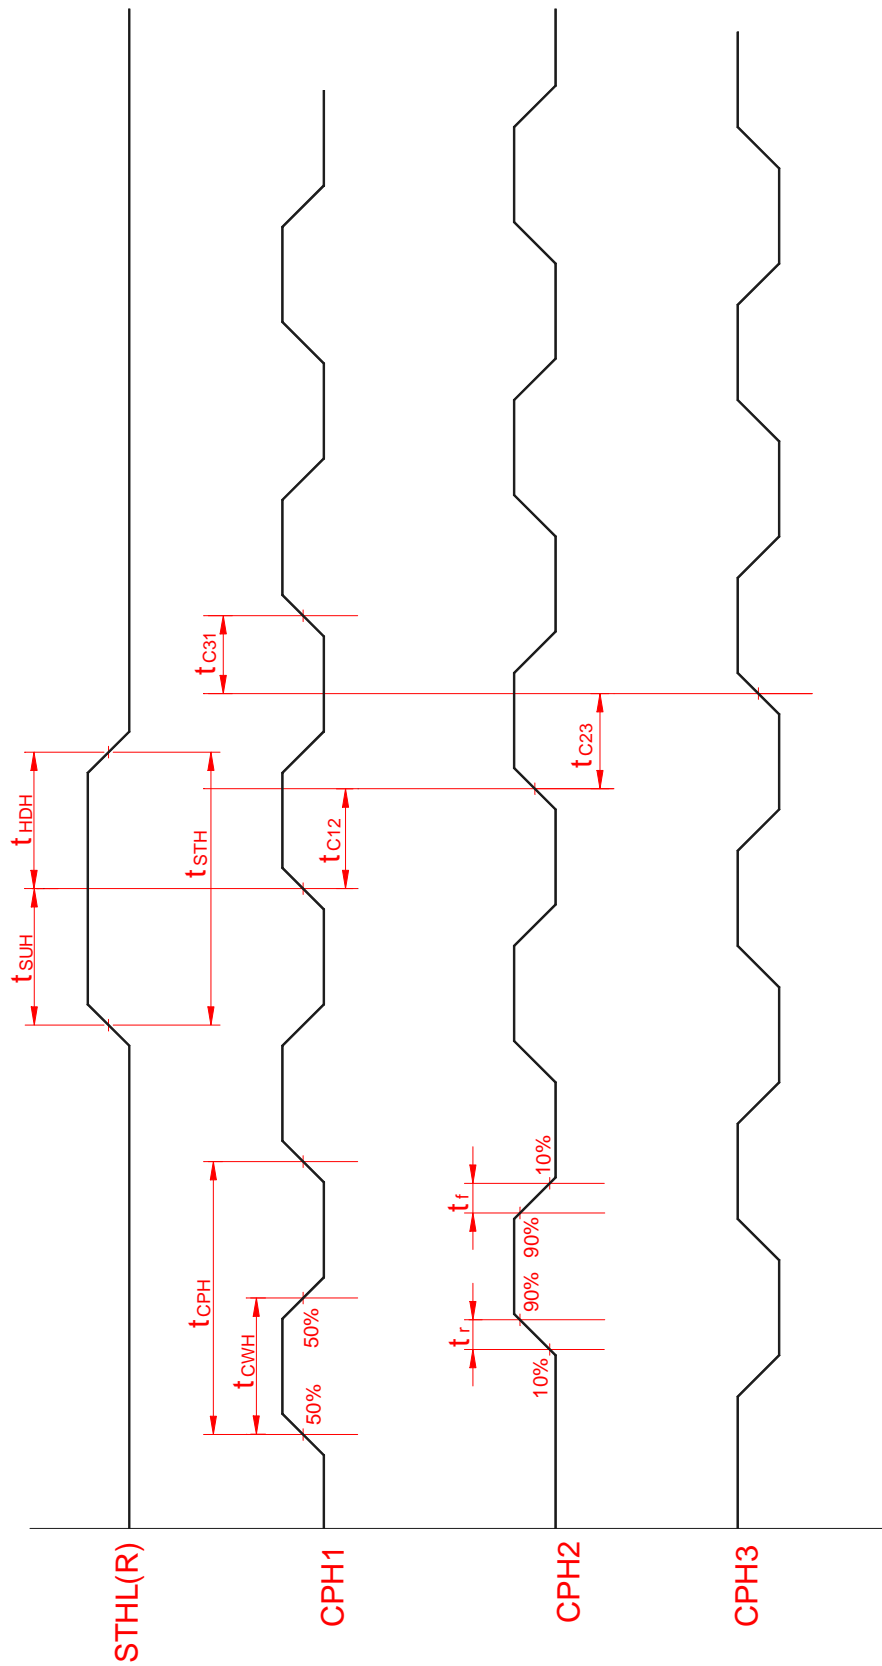 STHL(R)
tSUH
tHDH
tSTH
CPH1
tCPH
tCWH
50%
50%
tC12
tC31
CPH2
tr
10%
90%
tf
90%
10%
tC23
CPH3